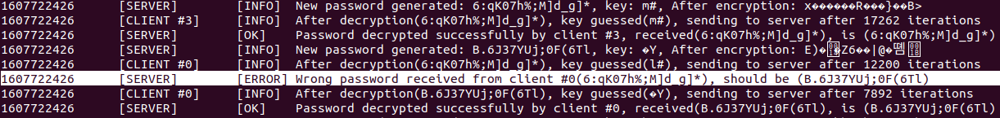 1607722426 [SERVER] [INFO] New password generated: 6:qK07h%;M]d_g]*, key: m#, After encryption: x������R���}��B>
1607722426 [CLIENT #3] [INFO] After decryption(6:qK07h%;M]d_g]*), key guessed(m#), sending to server after 17262 iterations
1607722426 [SERVER] [OK] Password decrypted successfully by client #3, received(6:qK07h%;M]d_g]*), is (6:qK07h%;M]d_g]*)
1607722426 [SERVER] [INFO] New password generated: B.6J37YUj;0F(6Tl, key: �Y, After encryption: E)� Z6��|@�
1607722426 [CLIENT #0] [INFO] After decryption(6:qK07h%;M]d_g]*), key guessed(l#), sending to server after 12200 iterations
1607722426 [SERVER] [ERROR] Wrong password received from client #0(6:qK07h%;M]d_g]*), should be (B.6J37YUj;0F(6Tl)
1607722426 [CLIENT #0] [INFO] After decryption(B.6J37YUj;0F(6Tl), key guessed(�Y), sending to server after 7892 iterations
1607722426 [SERVER] [OK] Password decrypted successfully by client #0, received(B.6J37YUj;0F(6Tl), is (B.6J37YUj;0F(6Tl)